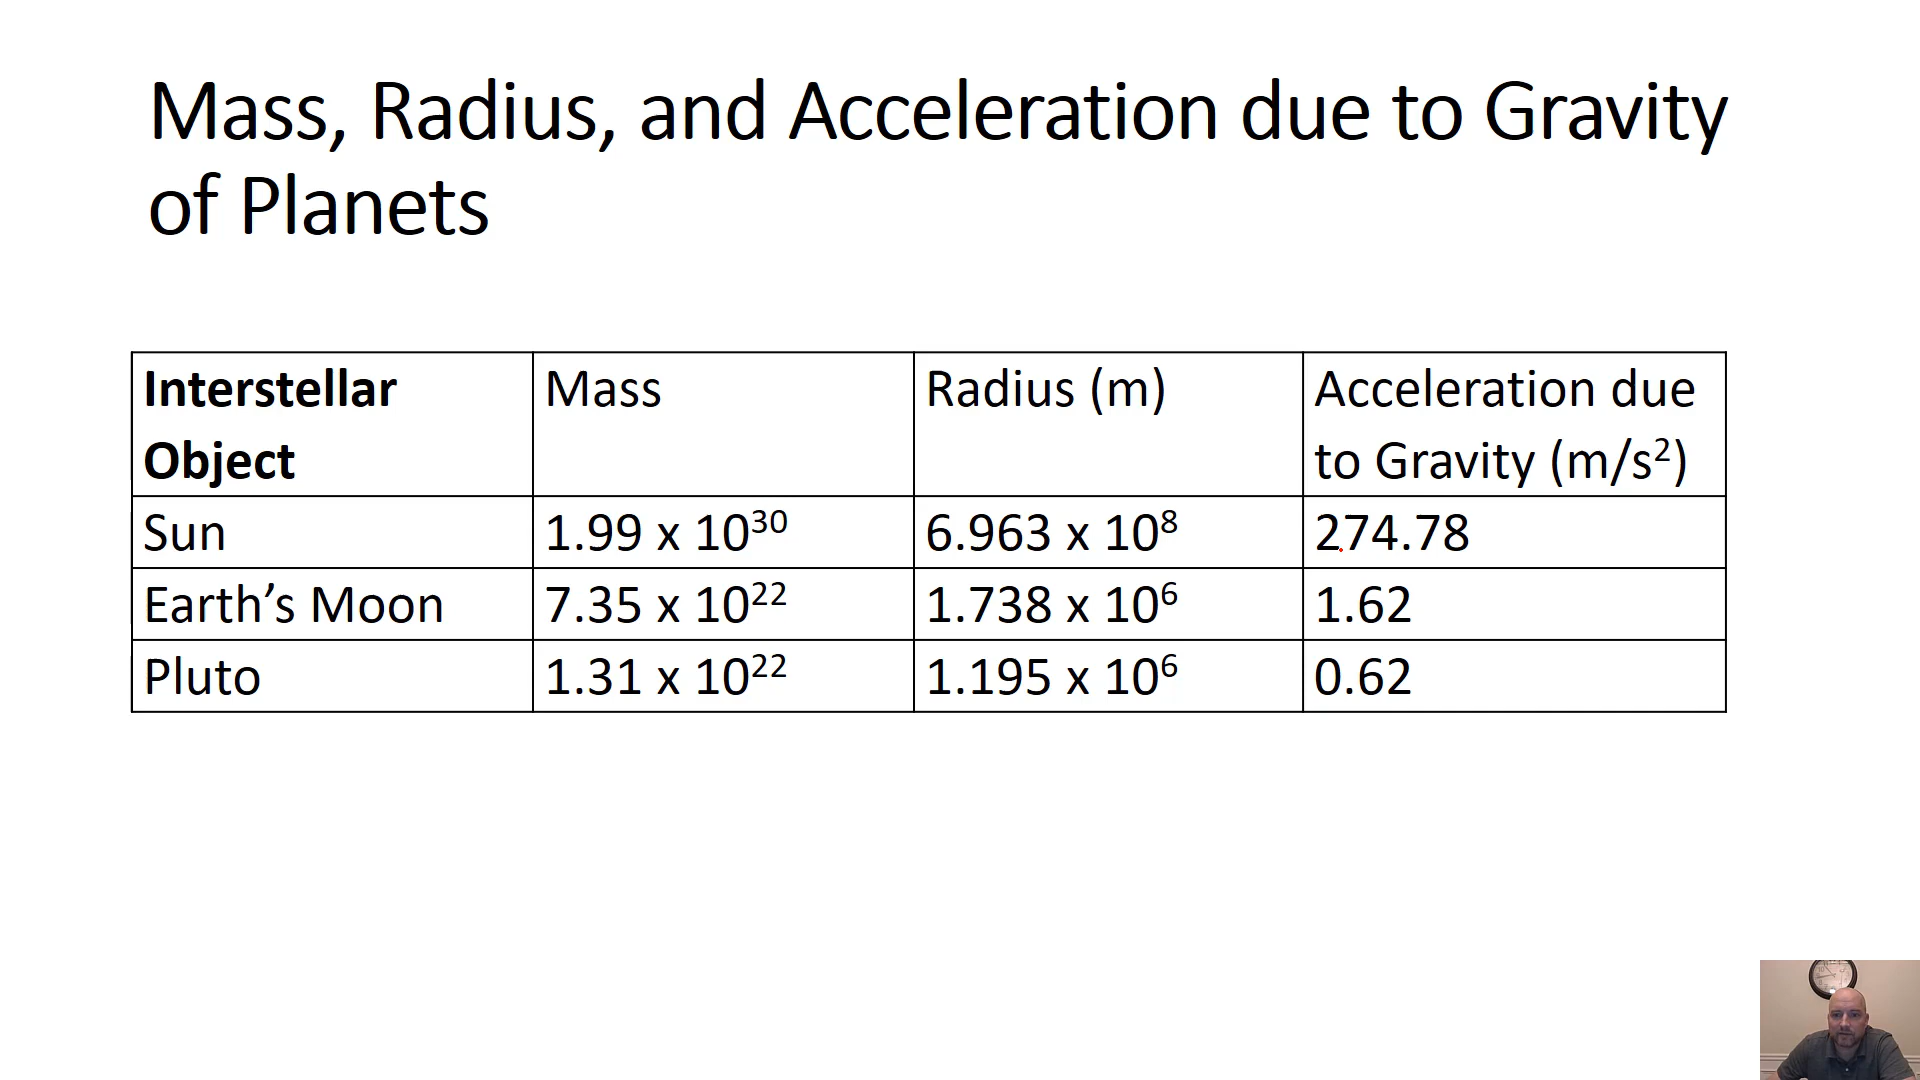 Mass, Radius, and Acceleration due to Gravity
of Planets
Interstellar Object
Mass
Radius (m)
Acceleration due to Gravity (m/s²)
Sun
1.99 x 10³⁰
6.963 x 10⁸
274.78
Earth’s Moon
7.35 x 10²²
1.738 x 10⁶
1.62
Pluto
1.31 x 10²²
1.195 x 10⁶
0.62